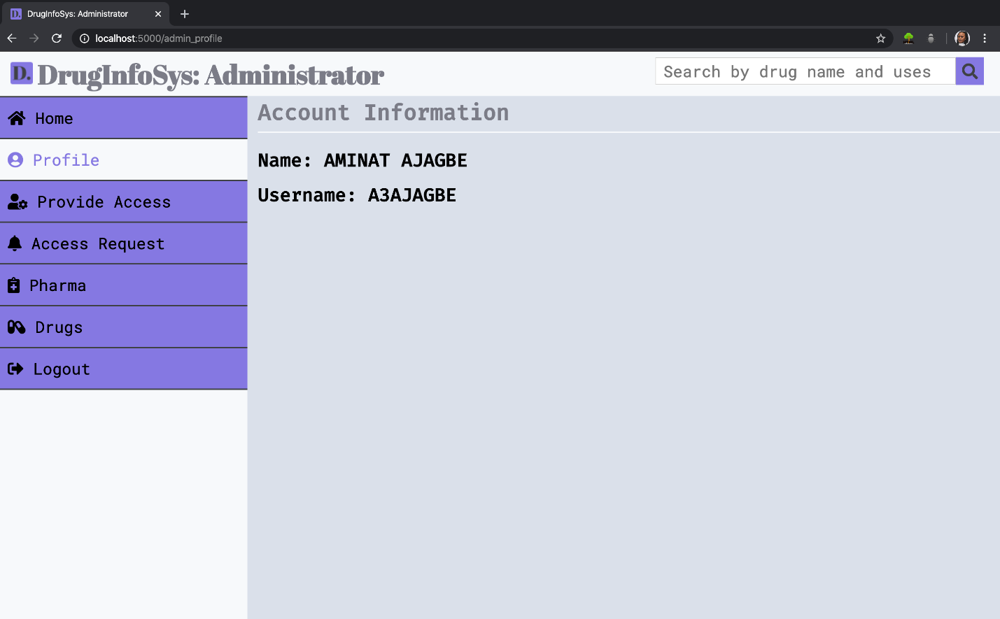 D. DrugInfoSys: Administrator
localhost:5000/admin_profile
D. DrugInfoSys: Administrator
Search by drug name and uses
Home
Profile
Provide Access
Access Request
Pharma
Drugs
Logout
Account Information
Name: AMINAT AJAGBE
Username: A3AJAGBE